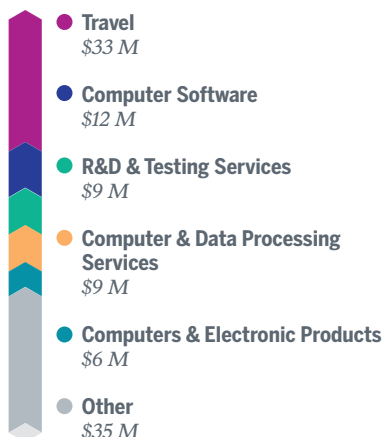 Travel
$33 M
Computer Software
$12 M
R&D & Testing Services
$9 M
Computer & Data Processing
Services
$9 M
Computers & Electronic Products
$6 M
Other
$35 M